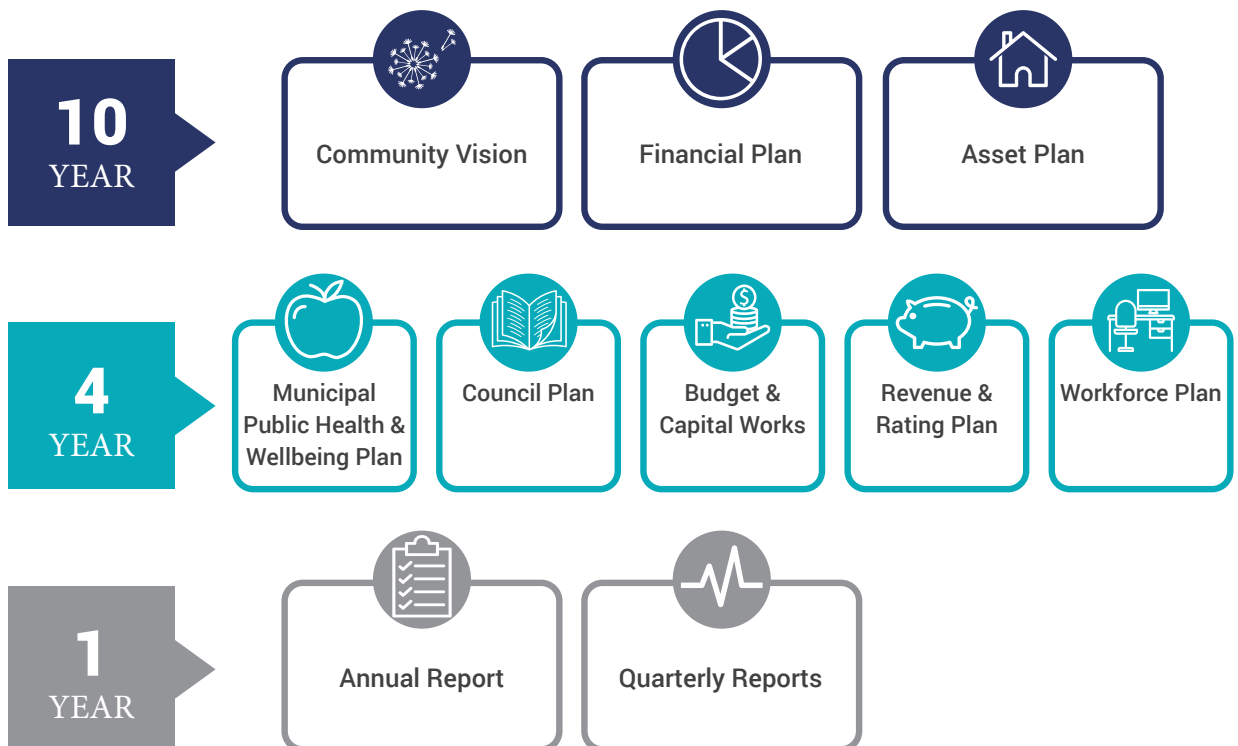 10
YEAR
Community Vision
Financial Plan
Asset Plan
4
YEAR
Municipal
Public Health &
Wellbeing Plan
Council Plan
Budget &
Capital Works
Revenue &
Rating Plan
Workforce Plan
1
YEAR
Annual Report
Quarterly Reports